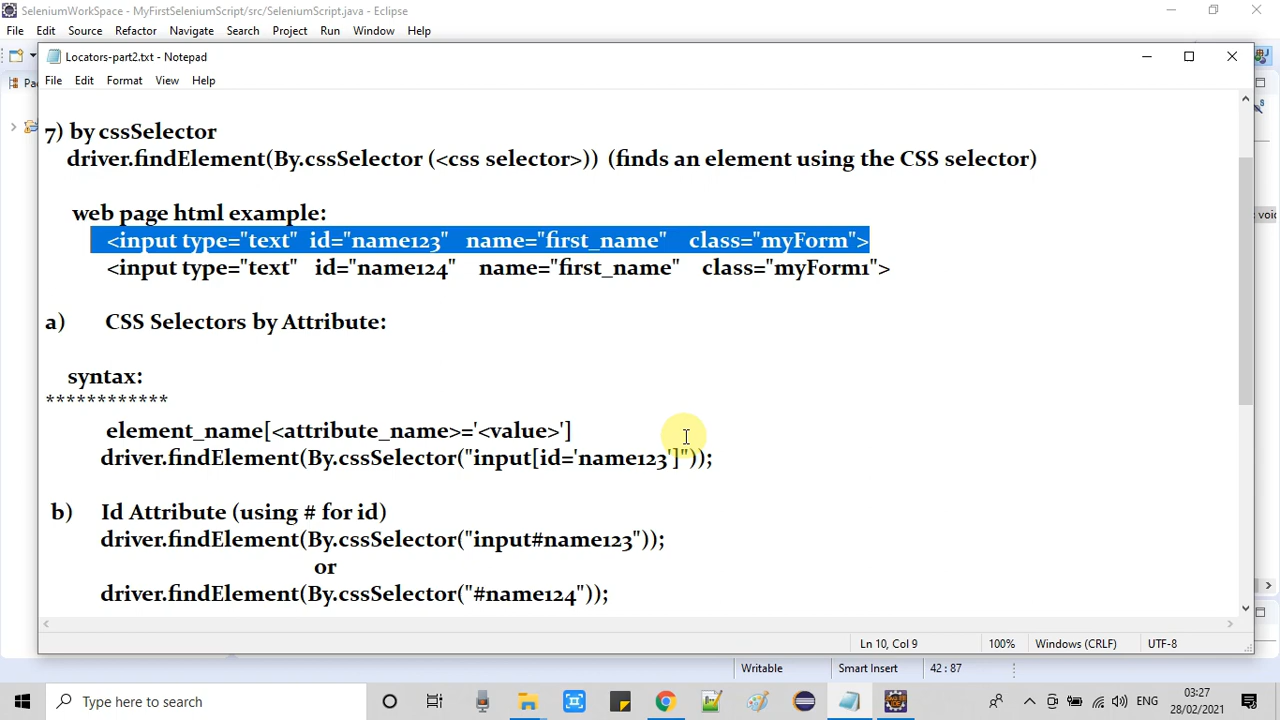 SeleniumWorkSpace - MyFirstSeleniumScript/src/SeleniumScript.java - Eclipse
File Edit Source Refactor Navigate Search Project Run Window Help
Locators-part2.txt - Notepad
File Edit Format View Help
7) by cssSelector
driver.findElement(By.cssSelector (<css selector>)) (finds an element using the CSS selector)
web page html example:
<input type="text" id="name123" name="first_name" class="myForm">
<input type="text" id="name124" name="first_name" class="myForm1">
a) CSS Selectors by Attribute:
syntax:
************
element_name[<attribute_name>='<value>']
driver.findElement(By.cssSelector("input[id='name123']"));
b) Id Attribute (using # for id)
driver.findElement(By.cssSelector("input#name123"));
or
driver.findElement(By.cssSelector("#name124"));
Ln 10, Col 9 100% Windows (CRLF) UTF-8
Writable Smart Insert 42 : 87
Type here to search
ENG
03:27
28/02/2021